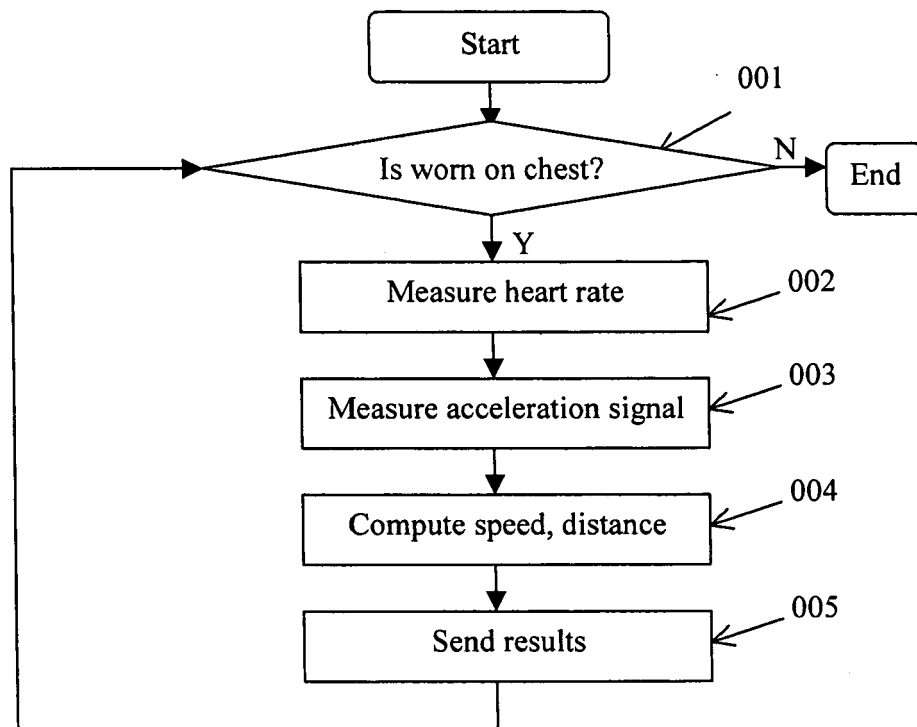 Start
001
Is worn on chest?
N
End
Y
Measure heart rate
002
Measure acceleration signal
003
Compute speed, distance
004
Send results
005